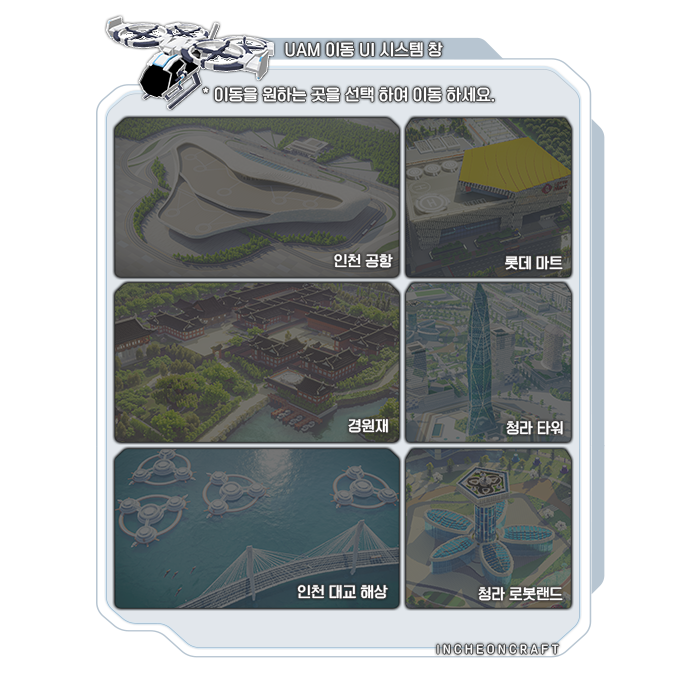 UAM 이동 UI 시스템 창
* 이동을 원하는 곳을 선택 하여 이동 하세요.
인천 공항
롯데 마트
경원재
청라 타워
인천 대교 해상
청라 로봇랜드
INCHEONCRAFT